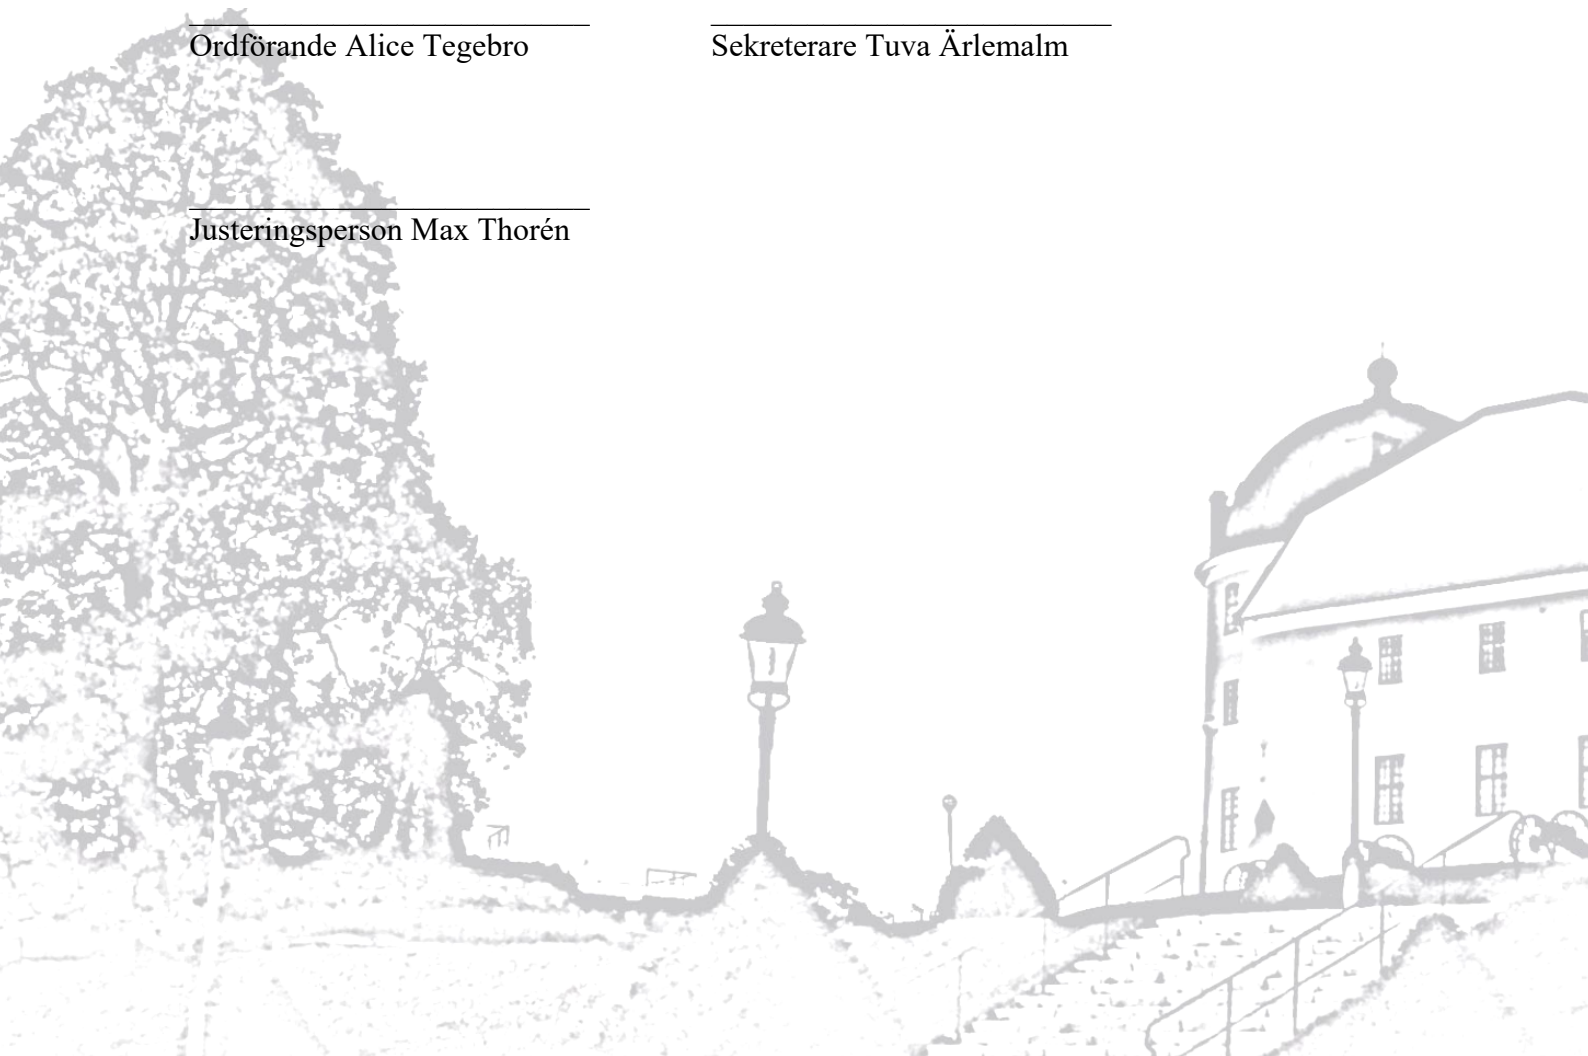 Ordförande Alice Tegebro
Sekreterare Tuva Ärlemalm
Justeringsperson Max Thorén